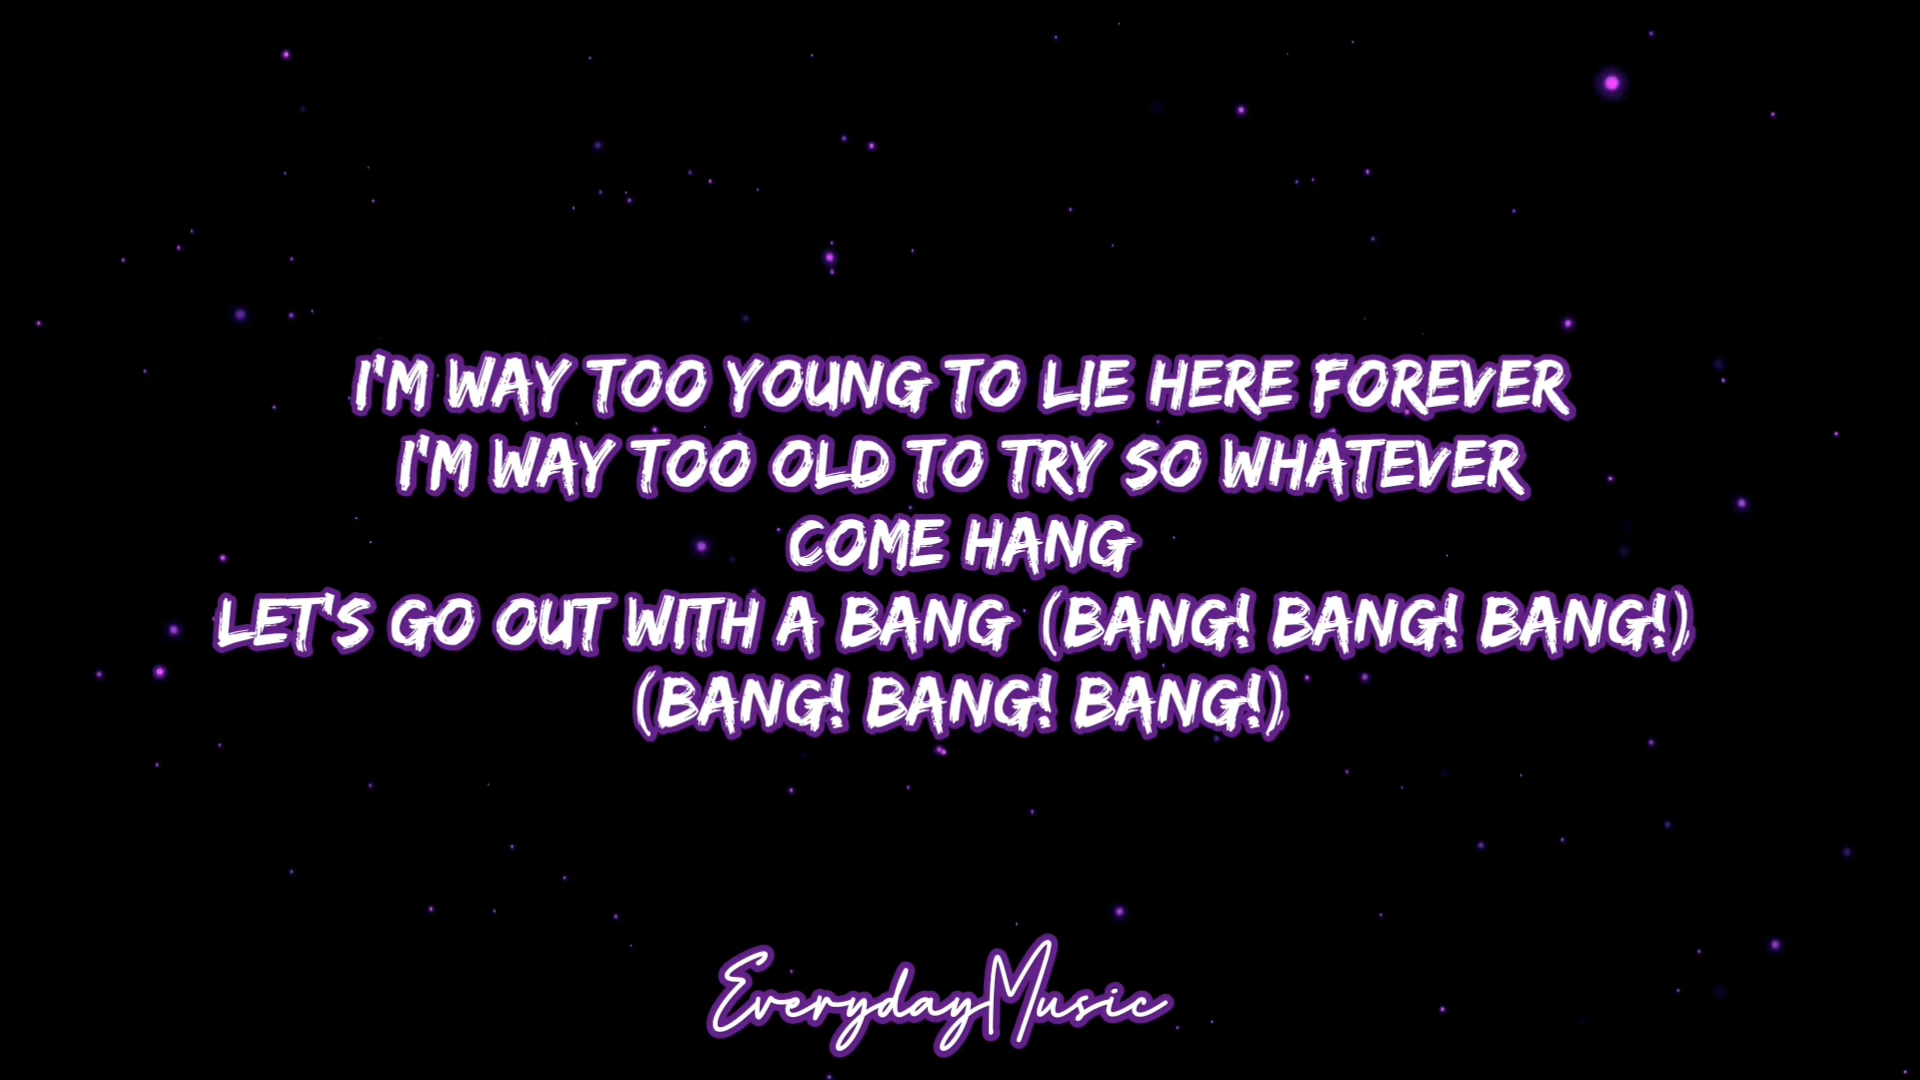 I'M WAY TOO YOUNG TO LIE HERE FOREVER
I'M WAY TOO OLD TO TRY SO WHATEVER
COME HANG
LET'S GO OUT WITH A BANG (BANG! BANG! BANG!)
(BANG! BANG! BANG!)
EverydayMusic